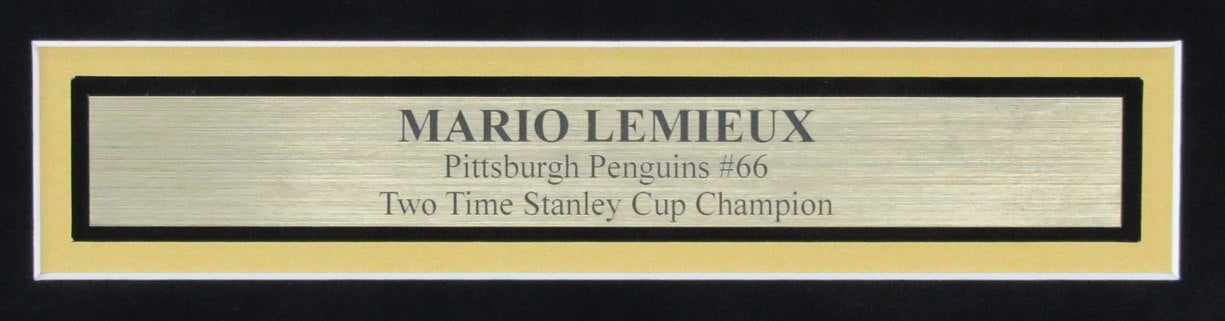 MARIO LEMIEUX
Pittsburgh Penguins #66
Two Time Stanley Cup Champion